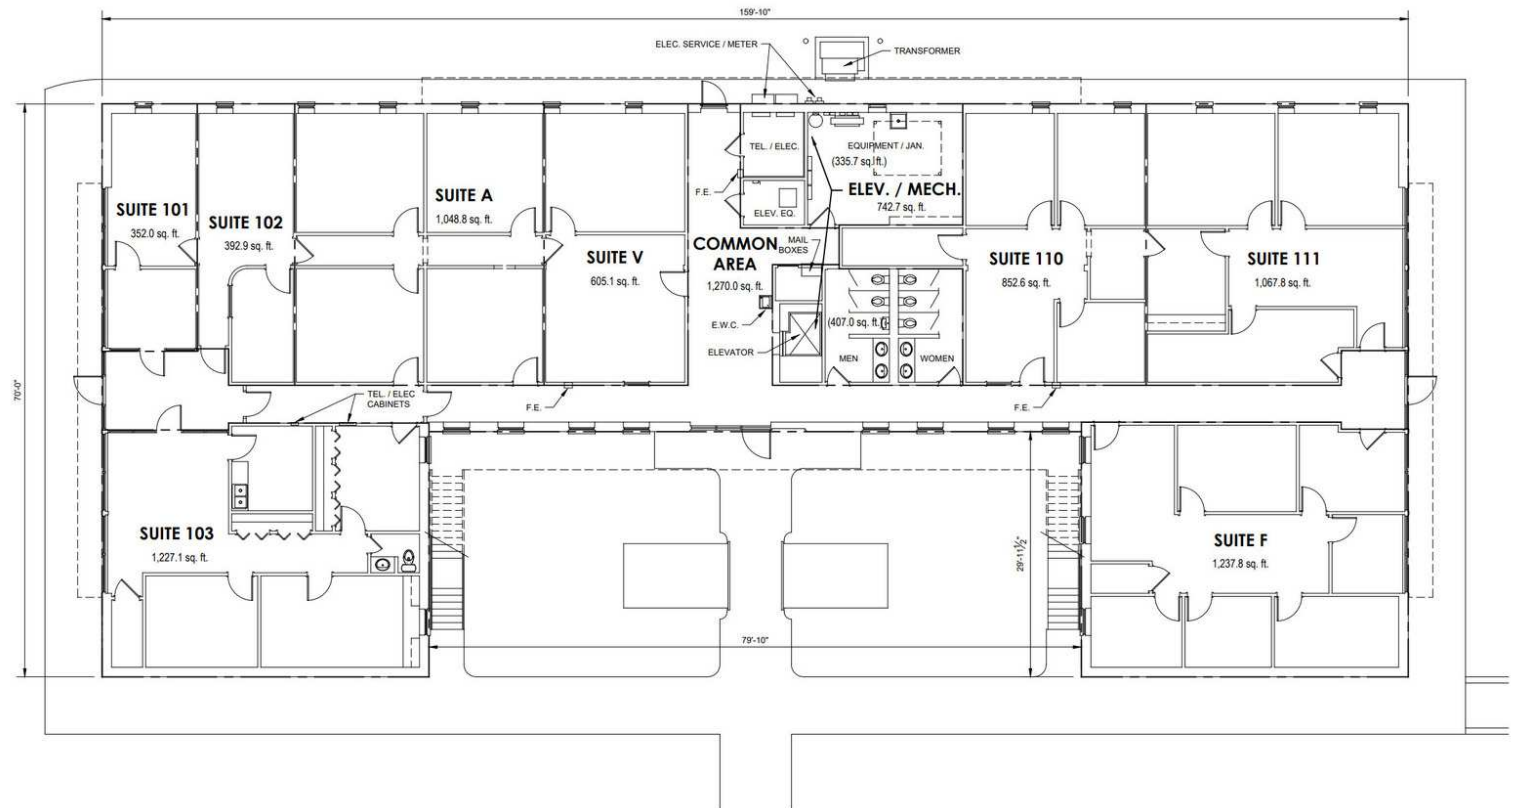 159'-10"
ELEC. SERVICE / METER
TRANSFORMER
TEL. / ELEC.
EQUIPMENT / JAN.
(335.7 sq.ft.)
F.E.
ELEV. / MECH.
742.7 sq. ft.
ELEV. EQ.
SUITE 101
352.0 sq. ft.
SUITE 102
392.9 sq. ft.
SUITE A
1,048.8 sq. ft.
SUITE V
605.1 sq. ft.
COMMON
AREA
1,270.0 sq. ft.
MAIL
BOXES
SUITE 110
852.6 sq. ft.
SUITE 111
1,067.8 sq. ft.
E.W.C.
(407.0 sq. ft.)
ELEVATOR
MEN
WOMEN
70'-0"
TEL. / ELEC
CABINETS
F.E.
F.E.
SUITE 103
1,227.1 sq. ft.
29'-11½"
SUITE F
1,237.8 sq. ft.
79'-10"